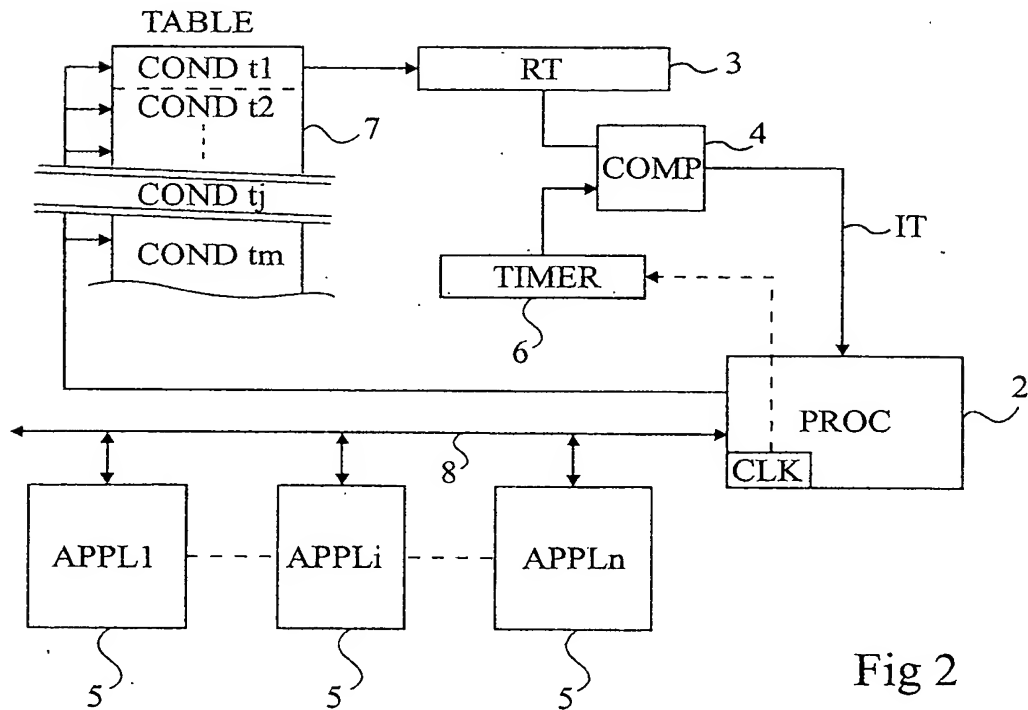 TABLE
COND t1
RT
3
COND t2
7
4
COMP
COND tj
IT
COND tm
TIMER
6
2
PROC
8
CLK
APPL1
APPLi
APPLn
5
5
5
Fig 2